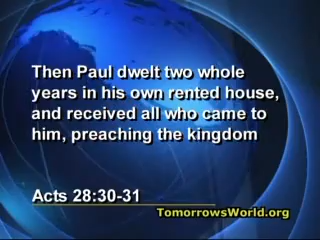 Then Paul dwelt two whole
years in his own rented house,
and received all who came to
him, preaching the kingdom
Acts 28:30-31
TomorrowsWorld.org